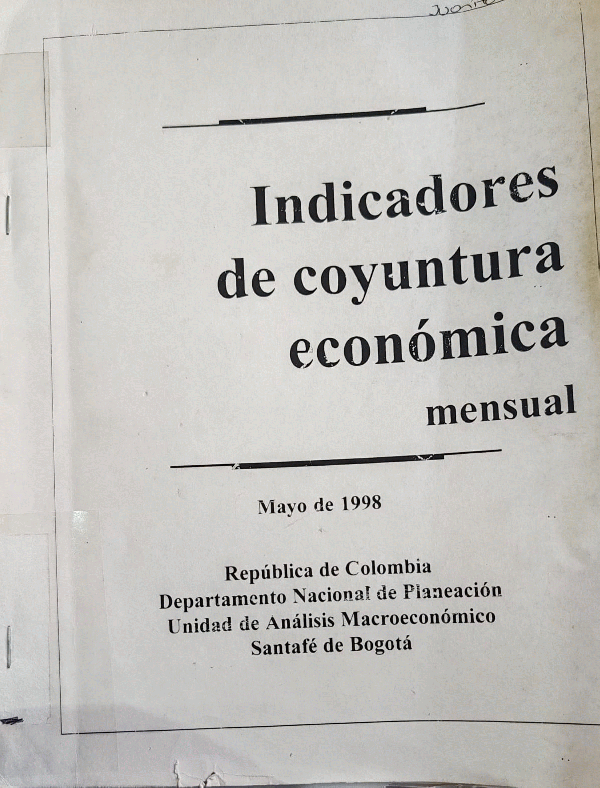 Indicadores
de coyuntura
económica
mensual
Mayo de 1998
República de Colombia
Departamento Nacional de Planeación
Unidad de Análisis Macroeconómico
Santafé de Bogotá